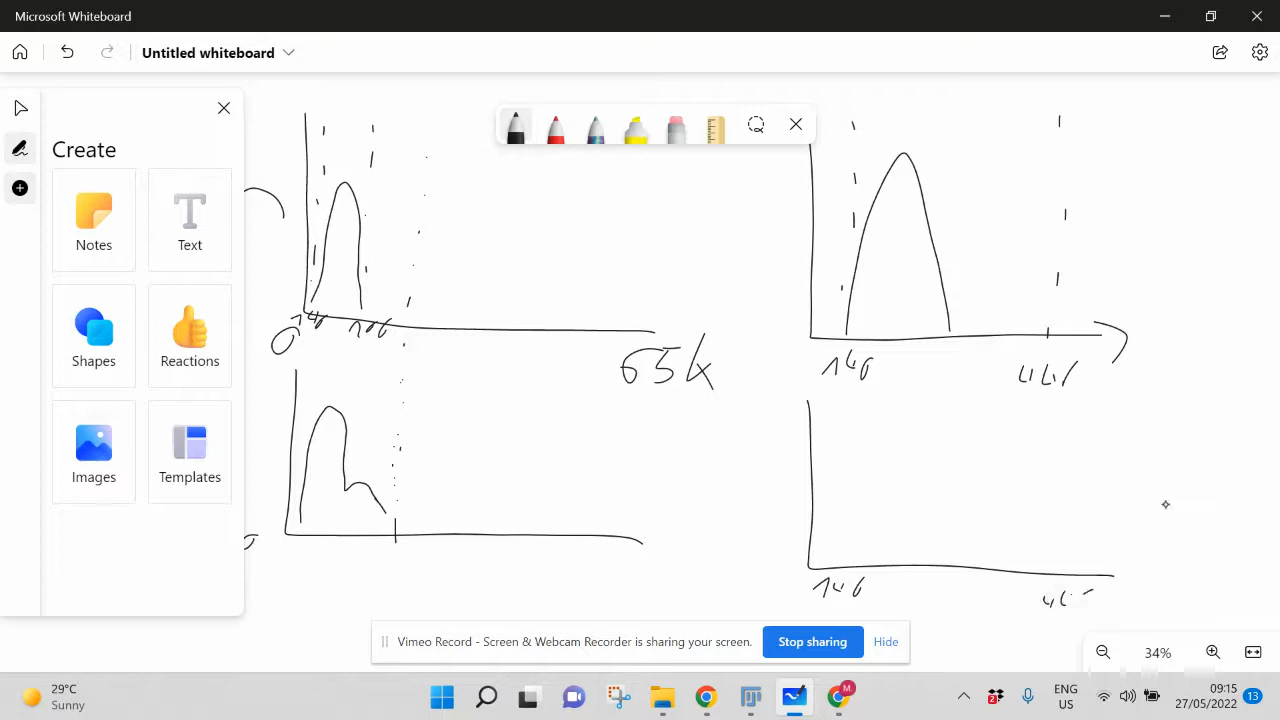 Microsoft Whiteboard
Untitled whiteboard
Create
Notes
Text
Shapes
Reactions
Images
Templates
0
65k
146
446
146
Vimeo Record - Screen & Webcam Recorder is sharing your screen.
Stop sharing
Hide
34%
29°C
Sunny
M.
2
ENG
US
09:15
27/05/2022
13